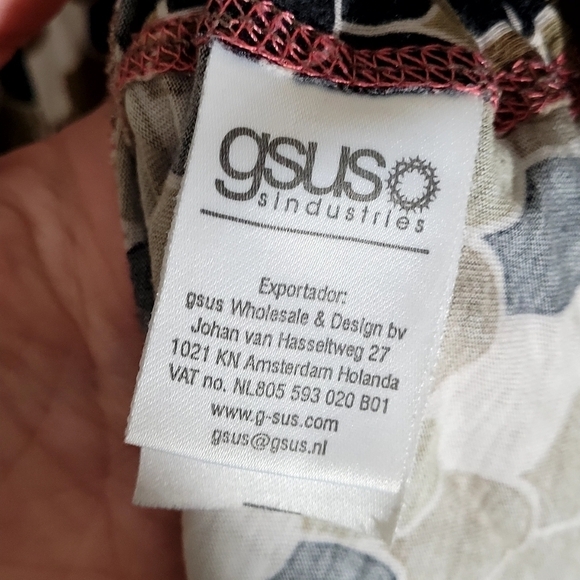 gsus
sindustries
Exportador:
gsus Wholesale & Design bv
Johan van Hasseltweg 27
1021 KN Amsterdam Holanda
VAT no. NL805 593 020 B01
www.g-sus.com
gsus@gsus.nl